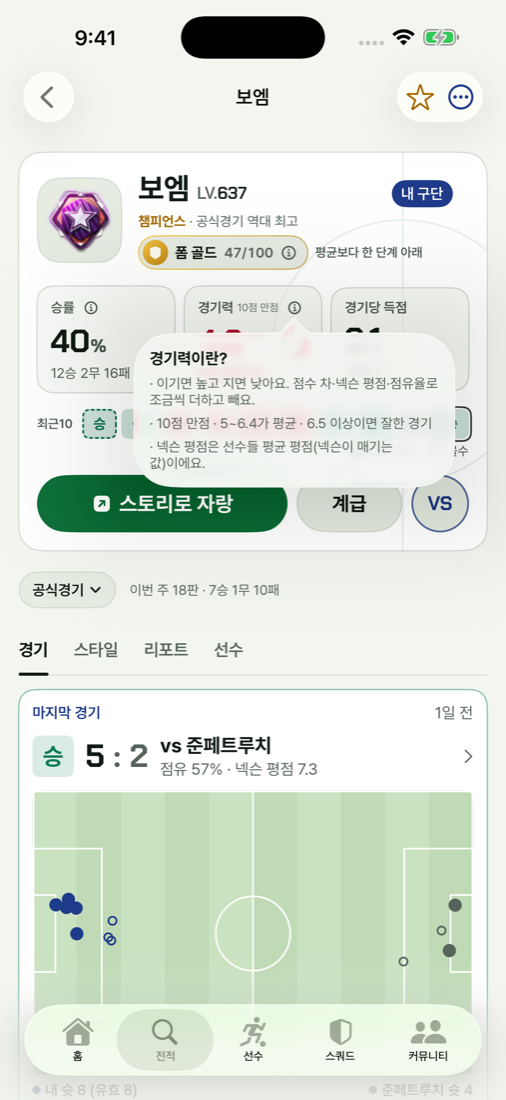 9:41
보엠
보엠 LV.637
내 구단
챔피언스 · 공식경기 역대 최고
폼 골드 47/100
평균보다 한 단계 아래
승률
경기력 10점 만점
경기당 득점
40%
12승 2무 16패
경기력이란?
· 이기면 높고 지면 낮아요. 점수 차·넥슨 평점·점유율로
조금씩 더하고 빼요.
· 10점 만점 · 5~6.4가 평균 · 6.5 이상이면 잘한 경기
· 넥슨 평점은 선수들 평균 평점(넥슨이 매기는
값)이에요.
최근10
승
스토리로 자랑
계급
VS
공식경기
이번 주 18판 · 7승 1무 10패
경기
스타일
리포트
선수
마지막 경기
1일 전
승
5 : 2
vs 준페트루치
점유 57% · 넥슨 평점 7.3
홈
전적
선수
스쿼드
커뮤니티
내 슛 8 (유효 8)
준페트루치 슛 4